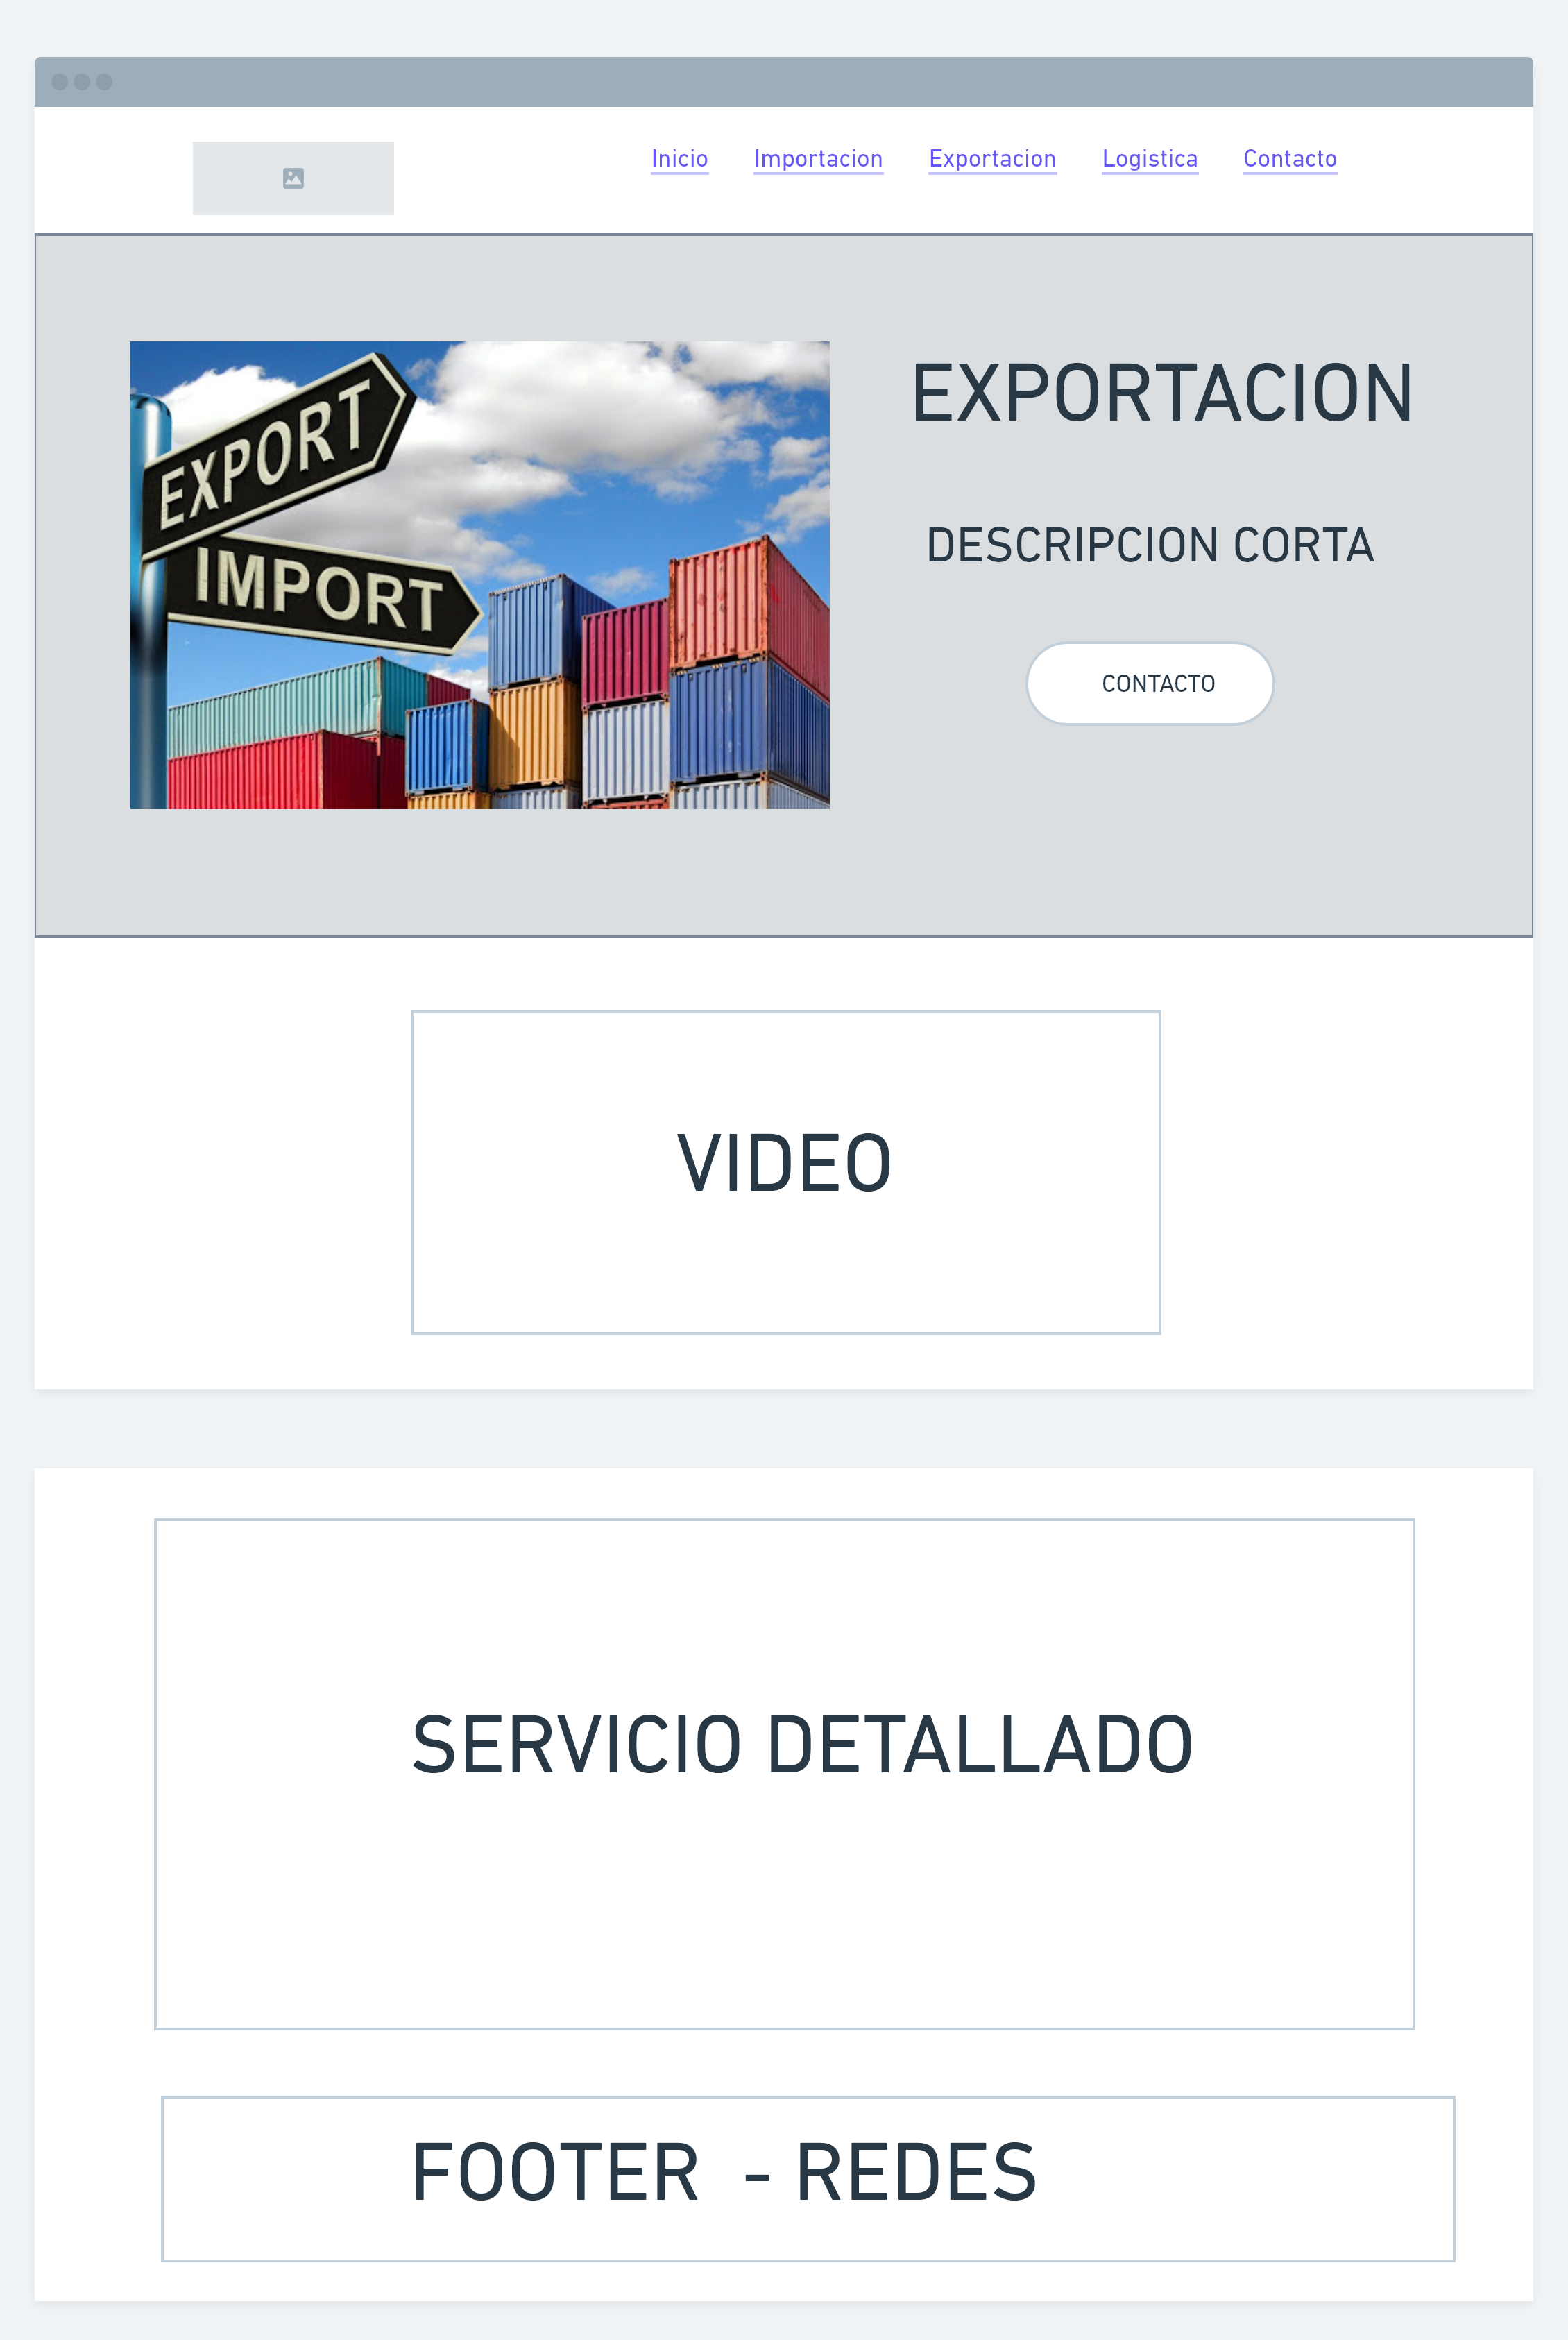 Inicio Importacion Exportacion Logistica Contacto
EXPORT
IMPORT
EXPORTACION
DESCRIPCION CORTA
CONTACTO
VIDEO
SERVICIO DETALLADO
FOOTER - REDES